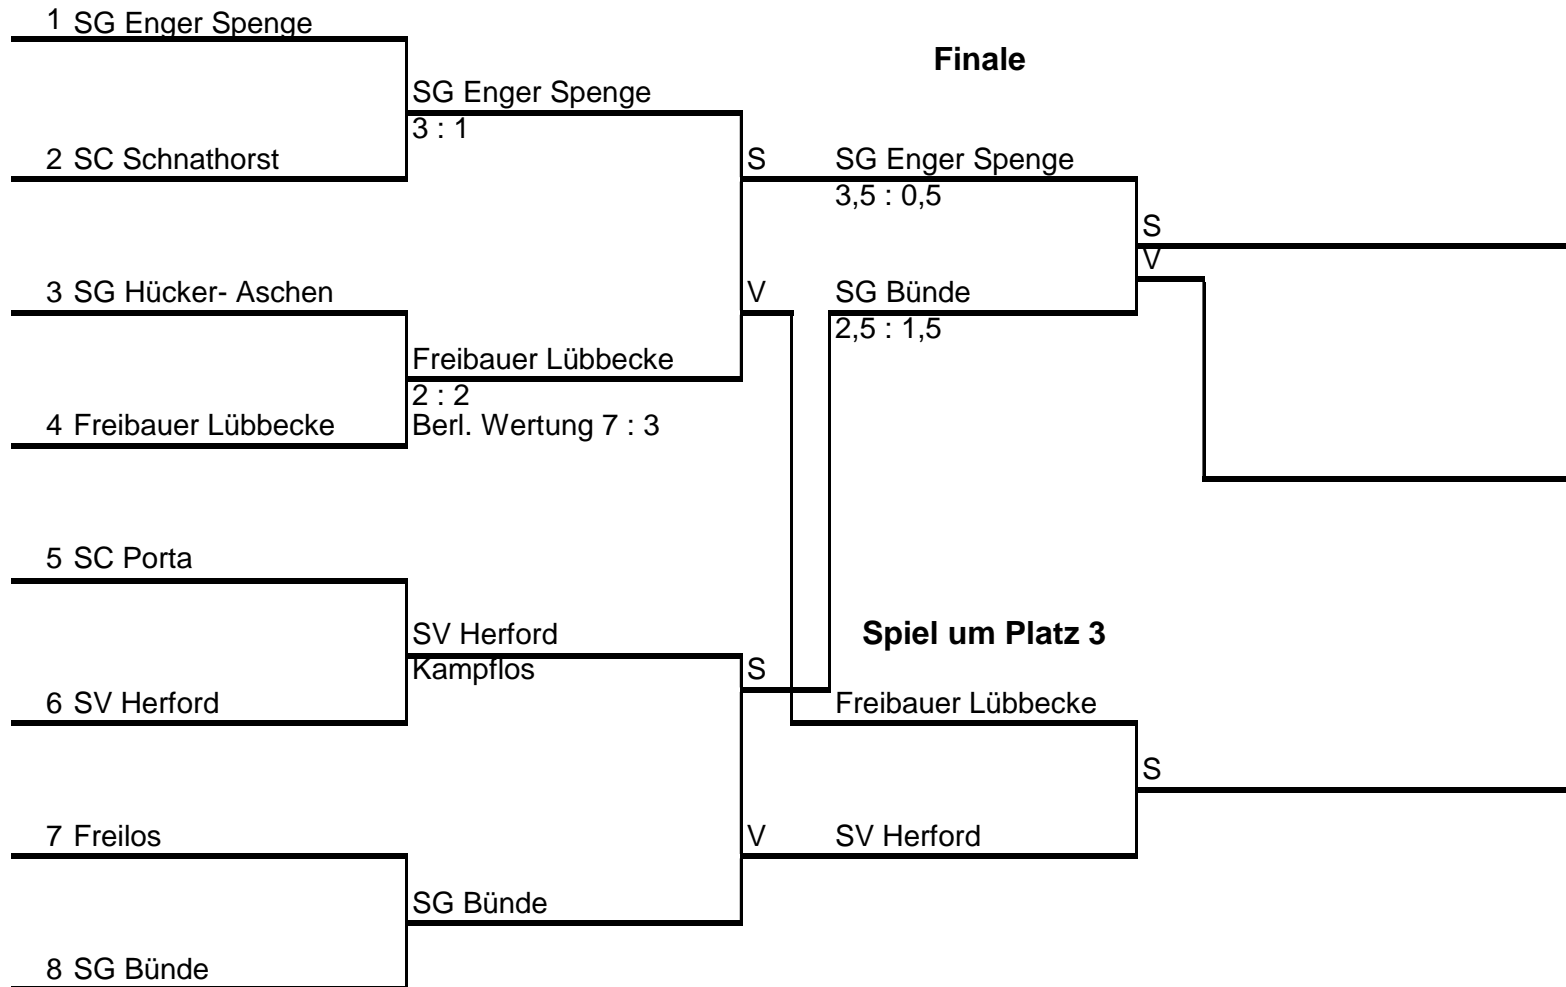 1 SG Enger Spenge
Finale
SG Enger Spenge
3 : 1
2 SC Schnathorst
S
SG Enger Spenge
3,5 : 0,5
S
V
3 SG Hücker- Aschen
V
SG Bünde
2,5 : 1,5
Freibauer Lübbecke
2 : 2
4 Freibauer Lübbecke
Berl. Wertung 7 : 3
5 SC Porta
SV Herford
Kampflos
Spiel um Platz 3
S
6 SV Herford
Freibauer Lübbecke
S
7 Freilos
V
SV Herford
SG Bünde
8 SG Bünde